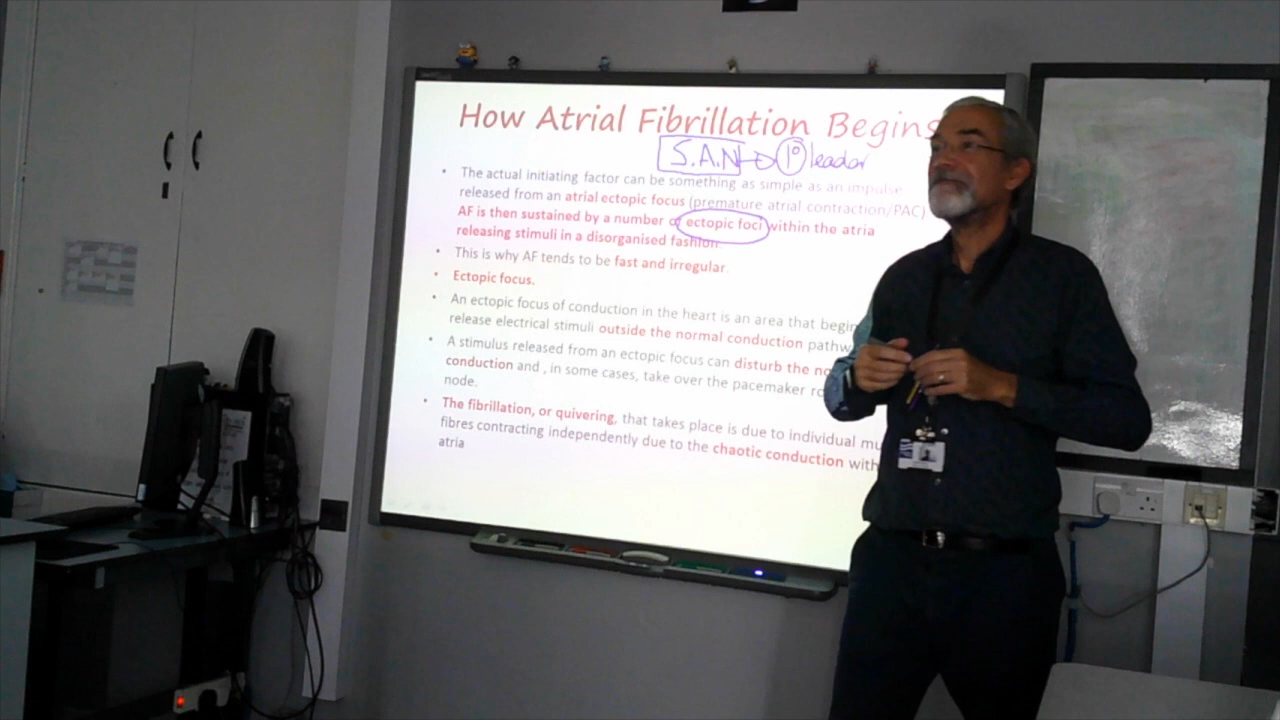 How Atrial Fibrillation Begins
S.A.N → 1° leader
• The actual initiating factor can be something as simple as an impulse
released from an atrial ectopic focus (premature atrial contraction/PAC)
AF is then sustained by a number of ectopic foci within the atria
releasing stimuli in a disorganised fashion.
• This is why AF tends to be fast and irregular.
• Ectopic focus.
• An ectopic focus of conduction in the heart is an area that begin
release electrical stimuli outside the normal conduction pathw
• A stimulus released from an ectopic focus can disturb the no
conduction and , in some cases, take over the pacemaker ro
node.
• The fibrillation, or quivering, that takes place is due to individual mu
fibres contracting independently due to the chaotic conduction with
atria